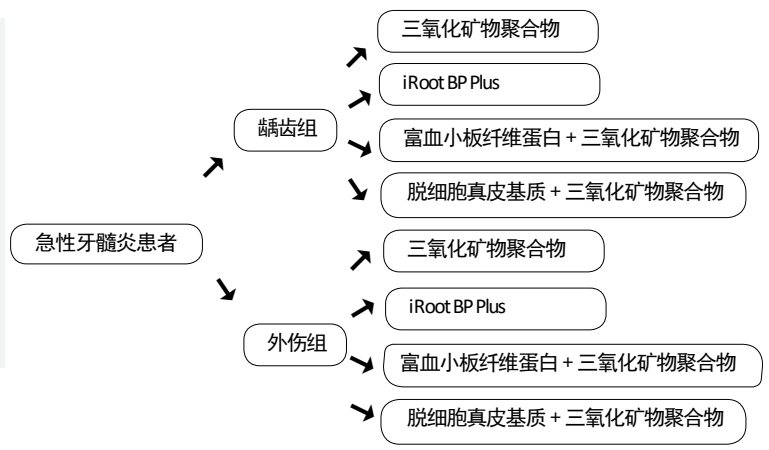 三氧化矿物聚合物
iRoot BP Plus
龋齿组
富血小板纤维蛋白 + 三氧化矿物聚合物
脱细胞真皮基质 + 三氧化矿物聚合物
急性牙髓炎患者
三氧化矿物聚合物
iRoot BP Plus
外伤组
富血小板纤维蛋白 + 三氧化矿物聚合物
脱细胞真皮基质 + 三氧化矿物聚合物